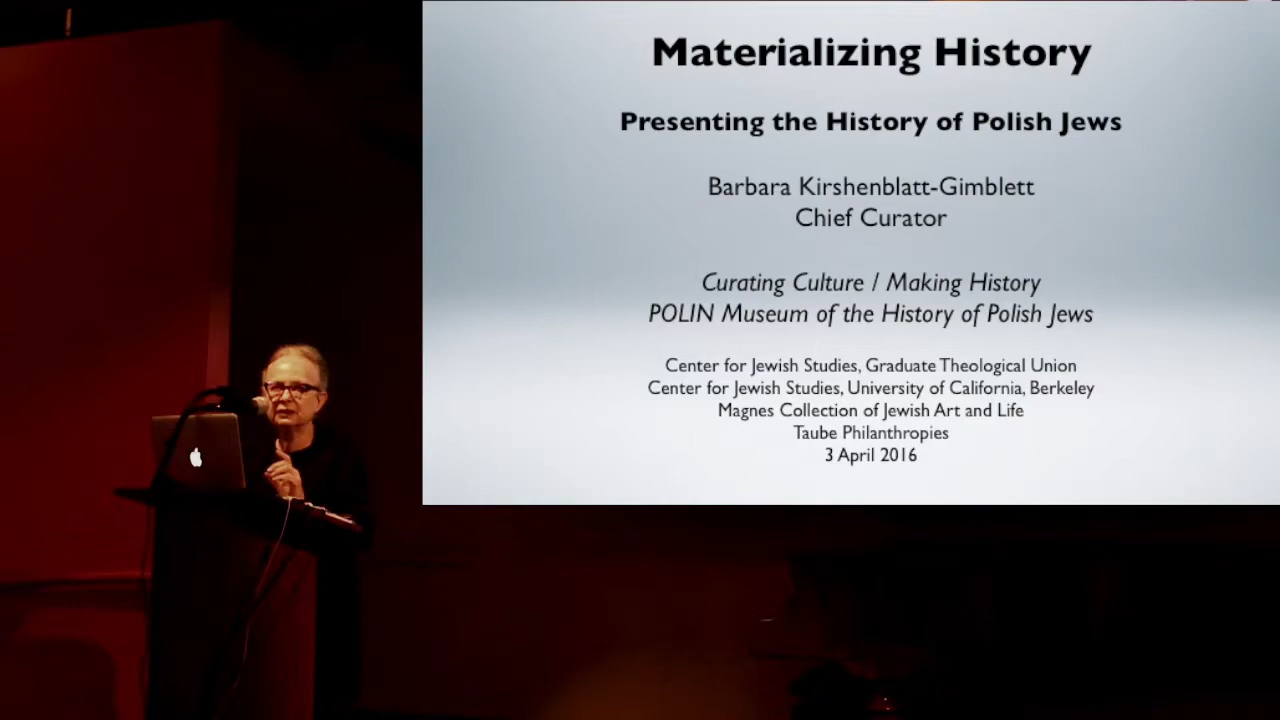 Materializing History
Presenting the History of Polish Jews
Barbara Kirshenblatt-Gimblett
Chief Curator
Curating Culture / Making History
POLIN Museum of the History of Polish Jews
Center for Jewish Studies, Graduate Theological Union
Center for Jewish Studies, University of California, Berkeley
Magnes Collection of Jewish Art and Life
Taube Philanthropies
3 April 2016